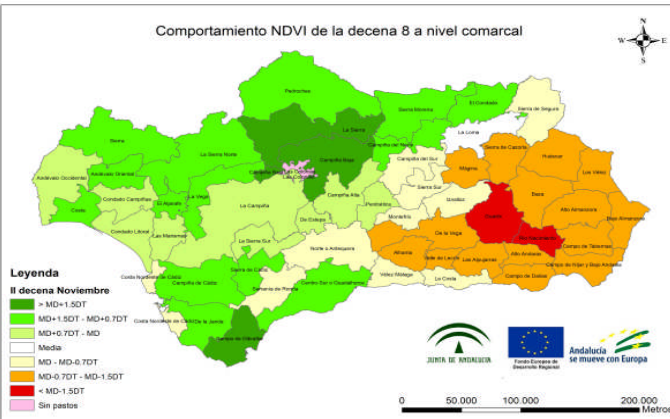 Comportamiento NDVI de la decena 8 a nivel comarcal
N
W E
S
Pedroches
Sierra Morena
El Condado
Sierra de Segura
La Sierra
La Loma
Sierra
La Sierra Norte
Campiña Baja
Campiña del Norte
Campiña del Sur
Sierra de Cazorla
Mágina
Huéscar
Los Vélez
Andévalo Occidental
Andévalo Oriental
Sierra Sur
La Vega
El Aljarafe
Condado Campiña
Campiña Alta
Baza
Costa
La Campiña
Penibética
Montefrío
Alto Almanzora
Bajo Almanzora
Condado Litoral
Las Marismas
De Estepa
De la Vega
La Sierra Sur
Norte o Antequera
Alhama
Valle de Lecrín
Las Alpujarras
Alto Andarax
Campo de Tabernas
Campo de Níjar y Bajo Andarax
Campo de Dalías
Vélez-Málaga
La Costa
Costa Noroeste de Cádiz
Campiña de Cádiz
Sierra de Cádiz
Serranía de Ronda
Centro Sur o Guadalhorce
De la Janda
Campo de Gibraltar
Leyenda
II decena Noviembre
> MD+1.5DT
MD+1.5DT - MD+0.7DT
MD+0.7DT - MD
Media
MD - MD-0.7DT
MD-0.7DT - MD-1.5DT
< MD-1.5DT
Sin pastos
JUNTA DE ANDALUCIA
Fondo Europeo de
Desarrollo Regional
Andalucía
se mueve con Europa
0 50.000 100.000 200.000
Metros